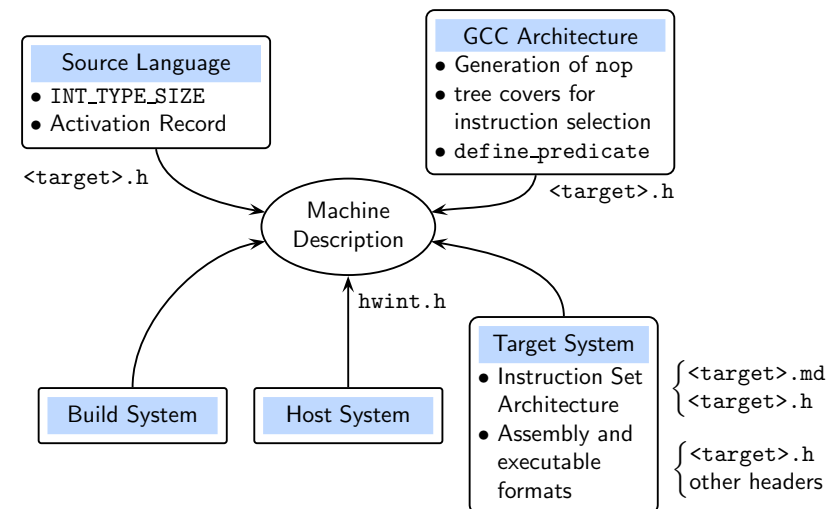 GCC Architecture
• Generation of nop
• tree covers for
instruction selection
• define_predicate
Source Language
• INT_TYPE_SIZE
• Activation Record
<target>.h
<target>.h
Machine
Description
hwint.h
Build System
Host System
Target System
• Instruction Set
Architecture
• Assembly and
executable
formats
<target>.md
<target>.h
<target>.h
other headers